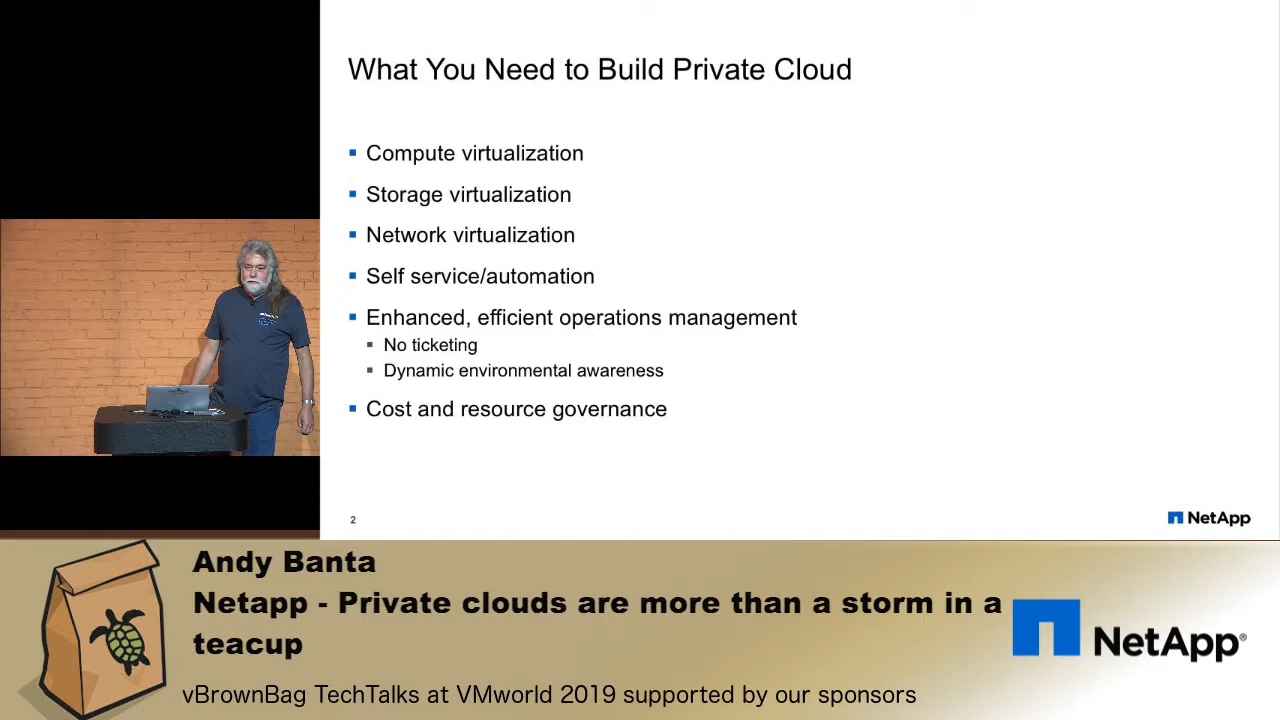 What You Need to Build Private Cloud
Compute virtualization
Storage virtualization
Network virtualization
Self service/automation
Enhanced, efficient operations management
No ticketing
Dynamic environmental awareness
Cost and resource governance
2
NetApp
Andy Banta
Netapp - Private clouds are more than a storm in a
teacup
NetApp®
vBrownBag TechTalks at VMworld 2019 supported by our sponsors